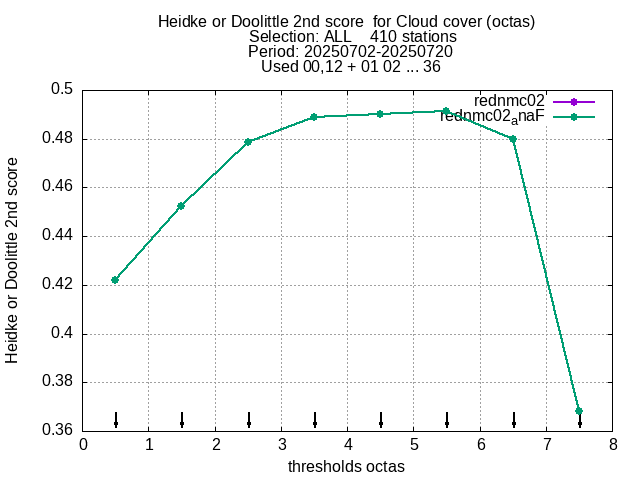 Heidke or Doolittle 2nd score  for Cloud cover (octas)
Selection: ALL    410 stations
Period: 20250702-20250720
Used 00,12 + 01 02 ... 36
rednmc02
rednmc02anaF
Heidke or Doolittle 2nd score
0.5
0.48
0.46
0.44
0.42
0.4
0.38
0.36
0 1 2 3 4 5 6 7 8
thresholds octas